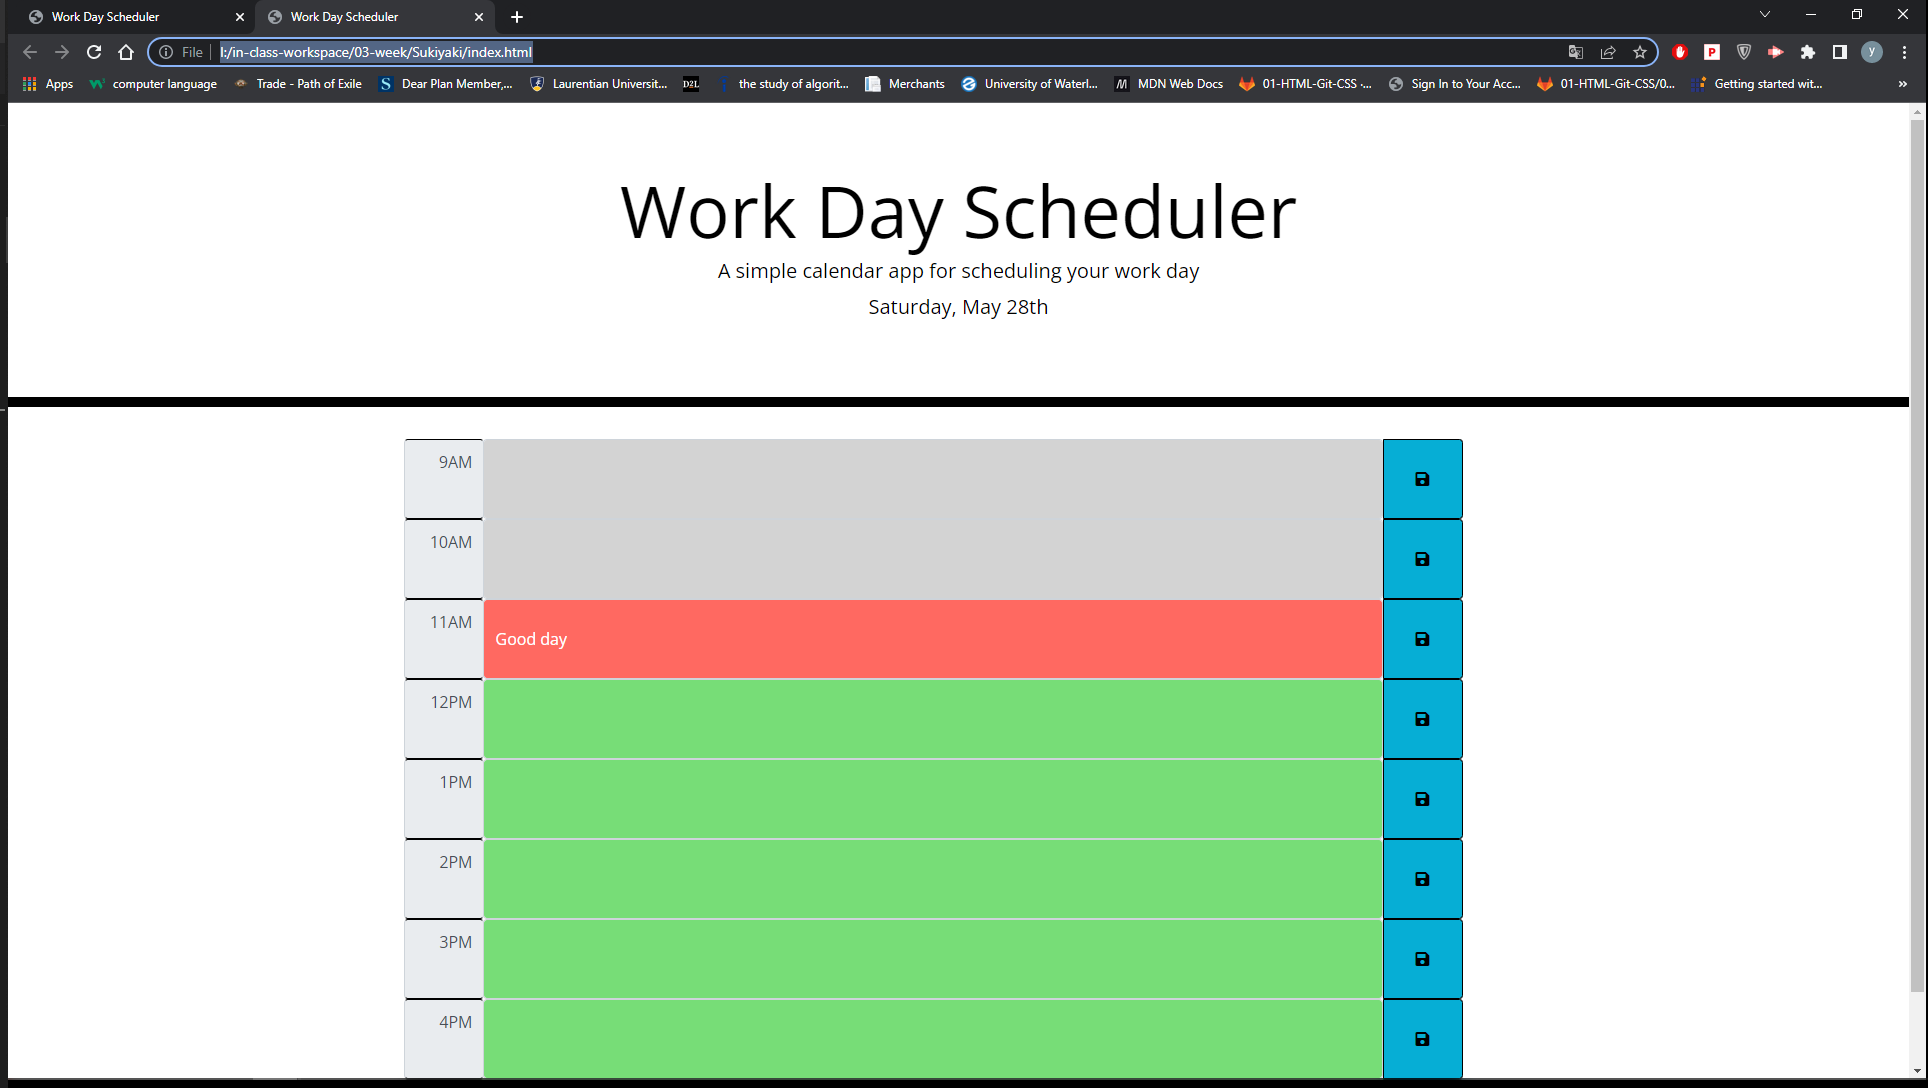 Work Day Scheduler
Work Day Scheduler
File
I:/in-class-workspace/03-week/Sukiyaki/index.html
P
y
Apps
computer language
Trade - Path of Exile
S
Dear Plan Member,...
Laurentian Universit...
D2L
the study of algorit...
Merchants
University of Waterl...
M
MDN Web Docs
01-HTML-Git-CSS ·...
Sign In to Your Acc...
01-HTML-Git-CSS/0...
Getting started wit...
»
Work Day Scheduler
A simple calendar app for scheduling your work day
Saturday, May 28th
9AM
10AM
11AM
Good day
12PM
1PM
2PM
3PM
4PM